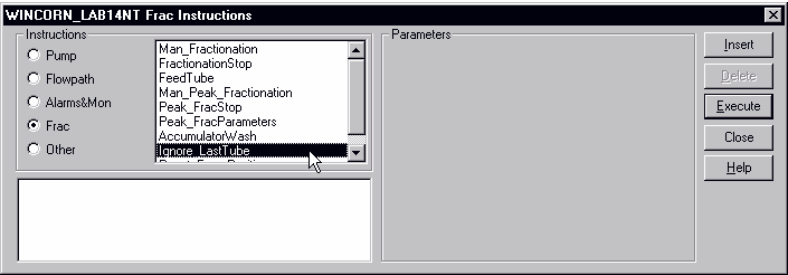 WINCORN_LAB14NT Frac Instructions
Instructions
Pump
Flowpath
Alarms&Mon
Frac
Other
Man_Fractionation
FractionationStop
FeedTube
Man_Peak_Fractionation
Peak_FracStop
Peak_FracParameters
AccumulatorWash
Ignore_LastTube
Parameters
Insert
Delete
Execute
Close
Help